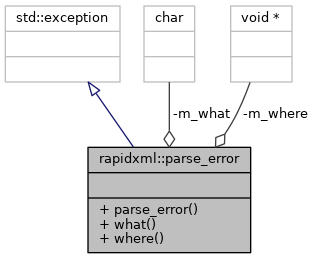 std::exception
char
void *
-m_what
-m_where
rapidxml::parse_error
+ parse_error()
+ what()
+ where()